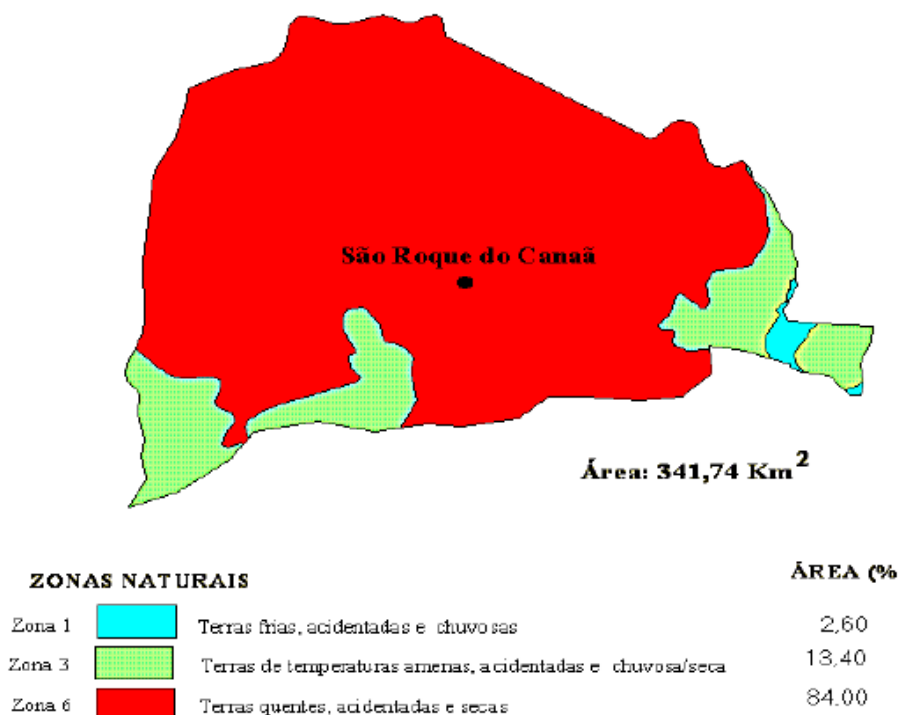 São Roque do Canaã
Área: 341,74 Km²
ZONAS NATURAIS ÁREA (%
Zona 1 Terras frias, acidentadas e chuvosas 2,60
Zona 3 Terras de temperaturas amenas, acidentadas e chuvosa/seca 13,40
Zona 6 Terras quentes, acidentadas e secas 84.00